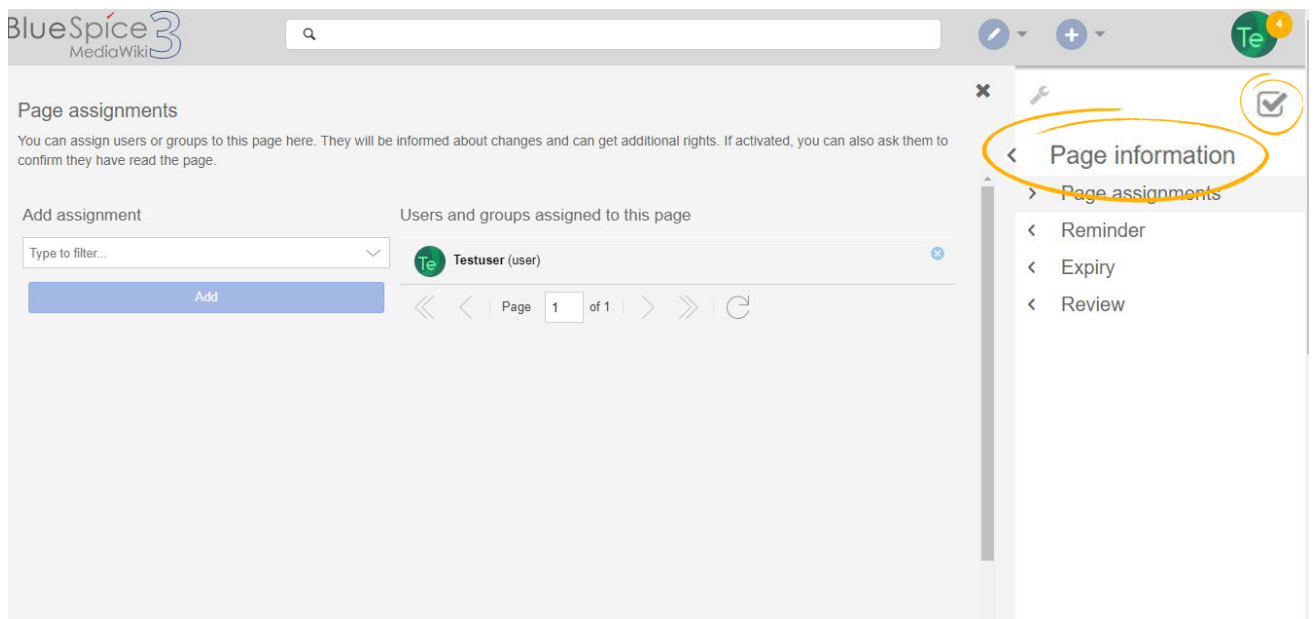 BlueSpice 3
MediaWiki
Te
4
Page assignments
You can assign users or groups to this page here. They will be informed about changes and can get additional rights. If activated, you can also ask them to
confirm they have read the page.
Add assignment
Type to filter...
Add
Users and groups assigned to this page
Te Testuser (user)
Page 1 of 1
Page information
Page assignments
Reminder
Expiry
Review